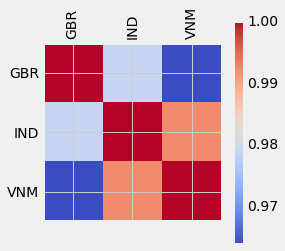 GBR IND VNM
GBR
IND
VNM
1.00
0.99
0.98
0.97